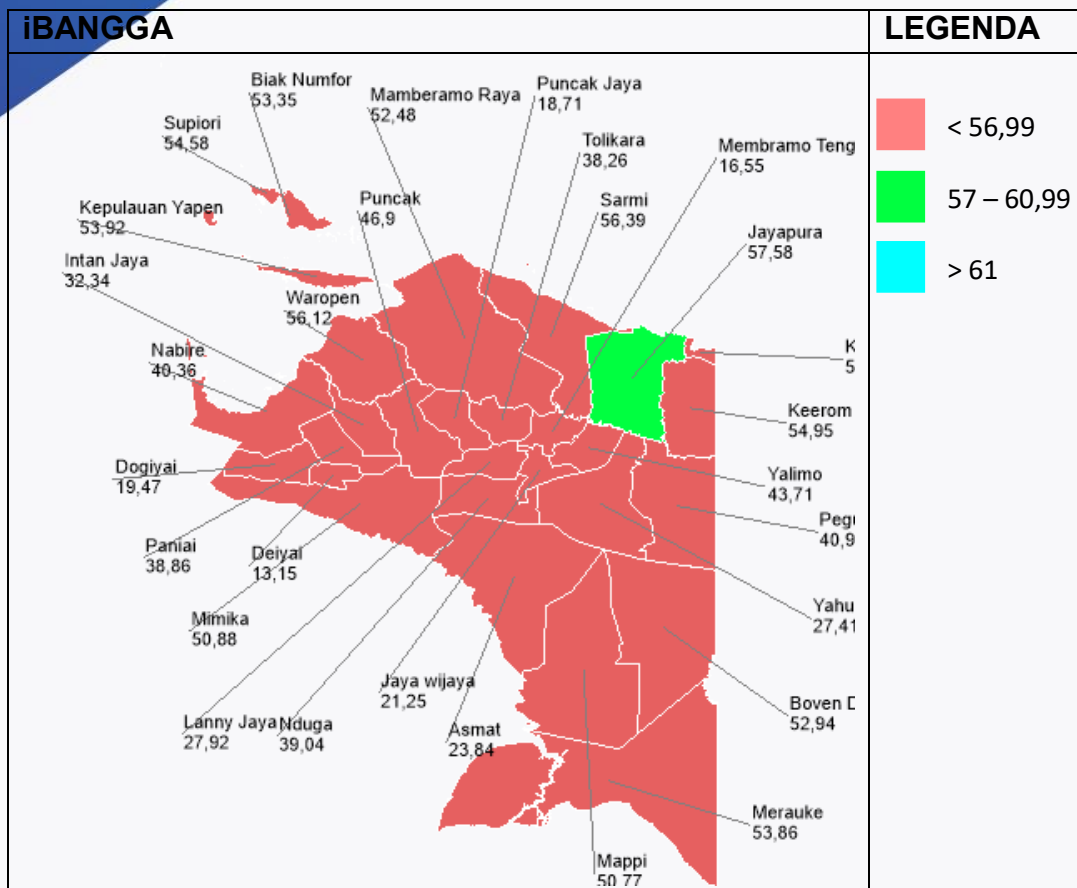 iBANGGA
LEGENDA
Biak Numfor
53,35
Mamberamo Raya
52,48
Puncak Jaya
18,71
Supiori
54,58
Tolikara
38,26
Membramo Teng
16,55
Kepulauan Yapen
53,92
Puncak
46,9
Sarmi
56,39
Jayapura
57,58
Intan Jaya
32,34
Waropen
56,12
Nabire
40,36
K
5
Keerom
54,95
Dogiyai
19,47
Yalimo
43,71
Paniai
38,86
Deiyai
13,15
Pegu
40,9
Mimika
50,88
Yahu
27,41
Jaya wijaya
21,25
Boven D
52,94
Lanny Jaya
27,92
Nduga
39,04
Asmat
23,84
Merauke
53,86
Mappi
50,77
< 56,99
57 – 60,99
> 61